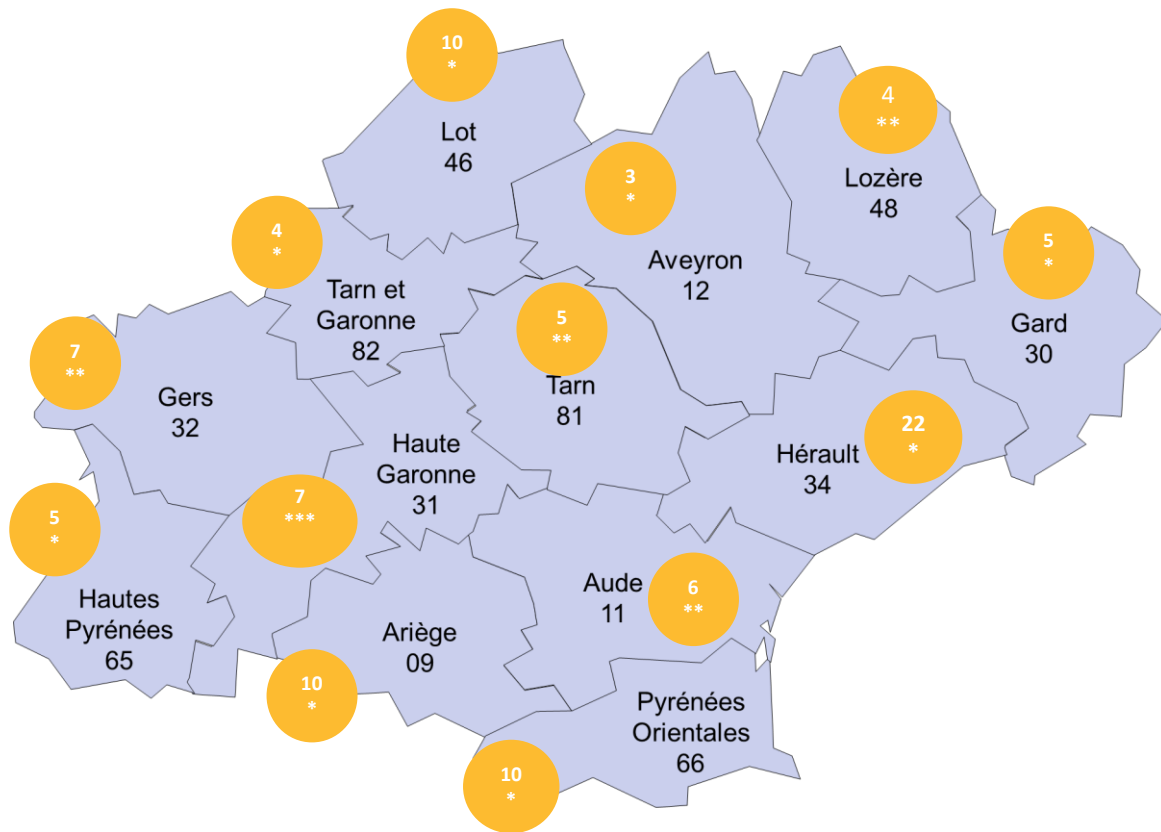 10
*
Lot
46
4
**
Lozère
48
3
*
Aveyron
12
5
*
Gard
30
4
*
Tarn et
Garonne
82
5
**
Tarn
81
7
**
Gers
32
Haute
Garonne
31
22
*
Hérault
34
7
***
5
*
Hautes
Pyrénées
65
Aude
11
6
**
Ariège
09
10
*
Pyrénées
Orientales
66
10
*